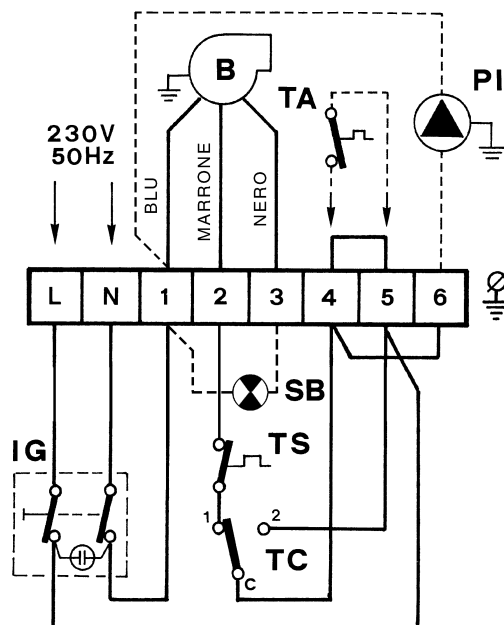 B
PI
TA
230V
50Hz
BLU
MARRONE
NERO
L N 1 2 3 4 5 6
SB
IG
TS
1 2
TC
C